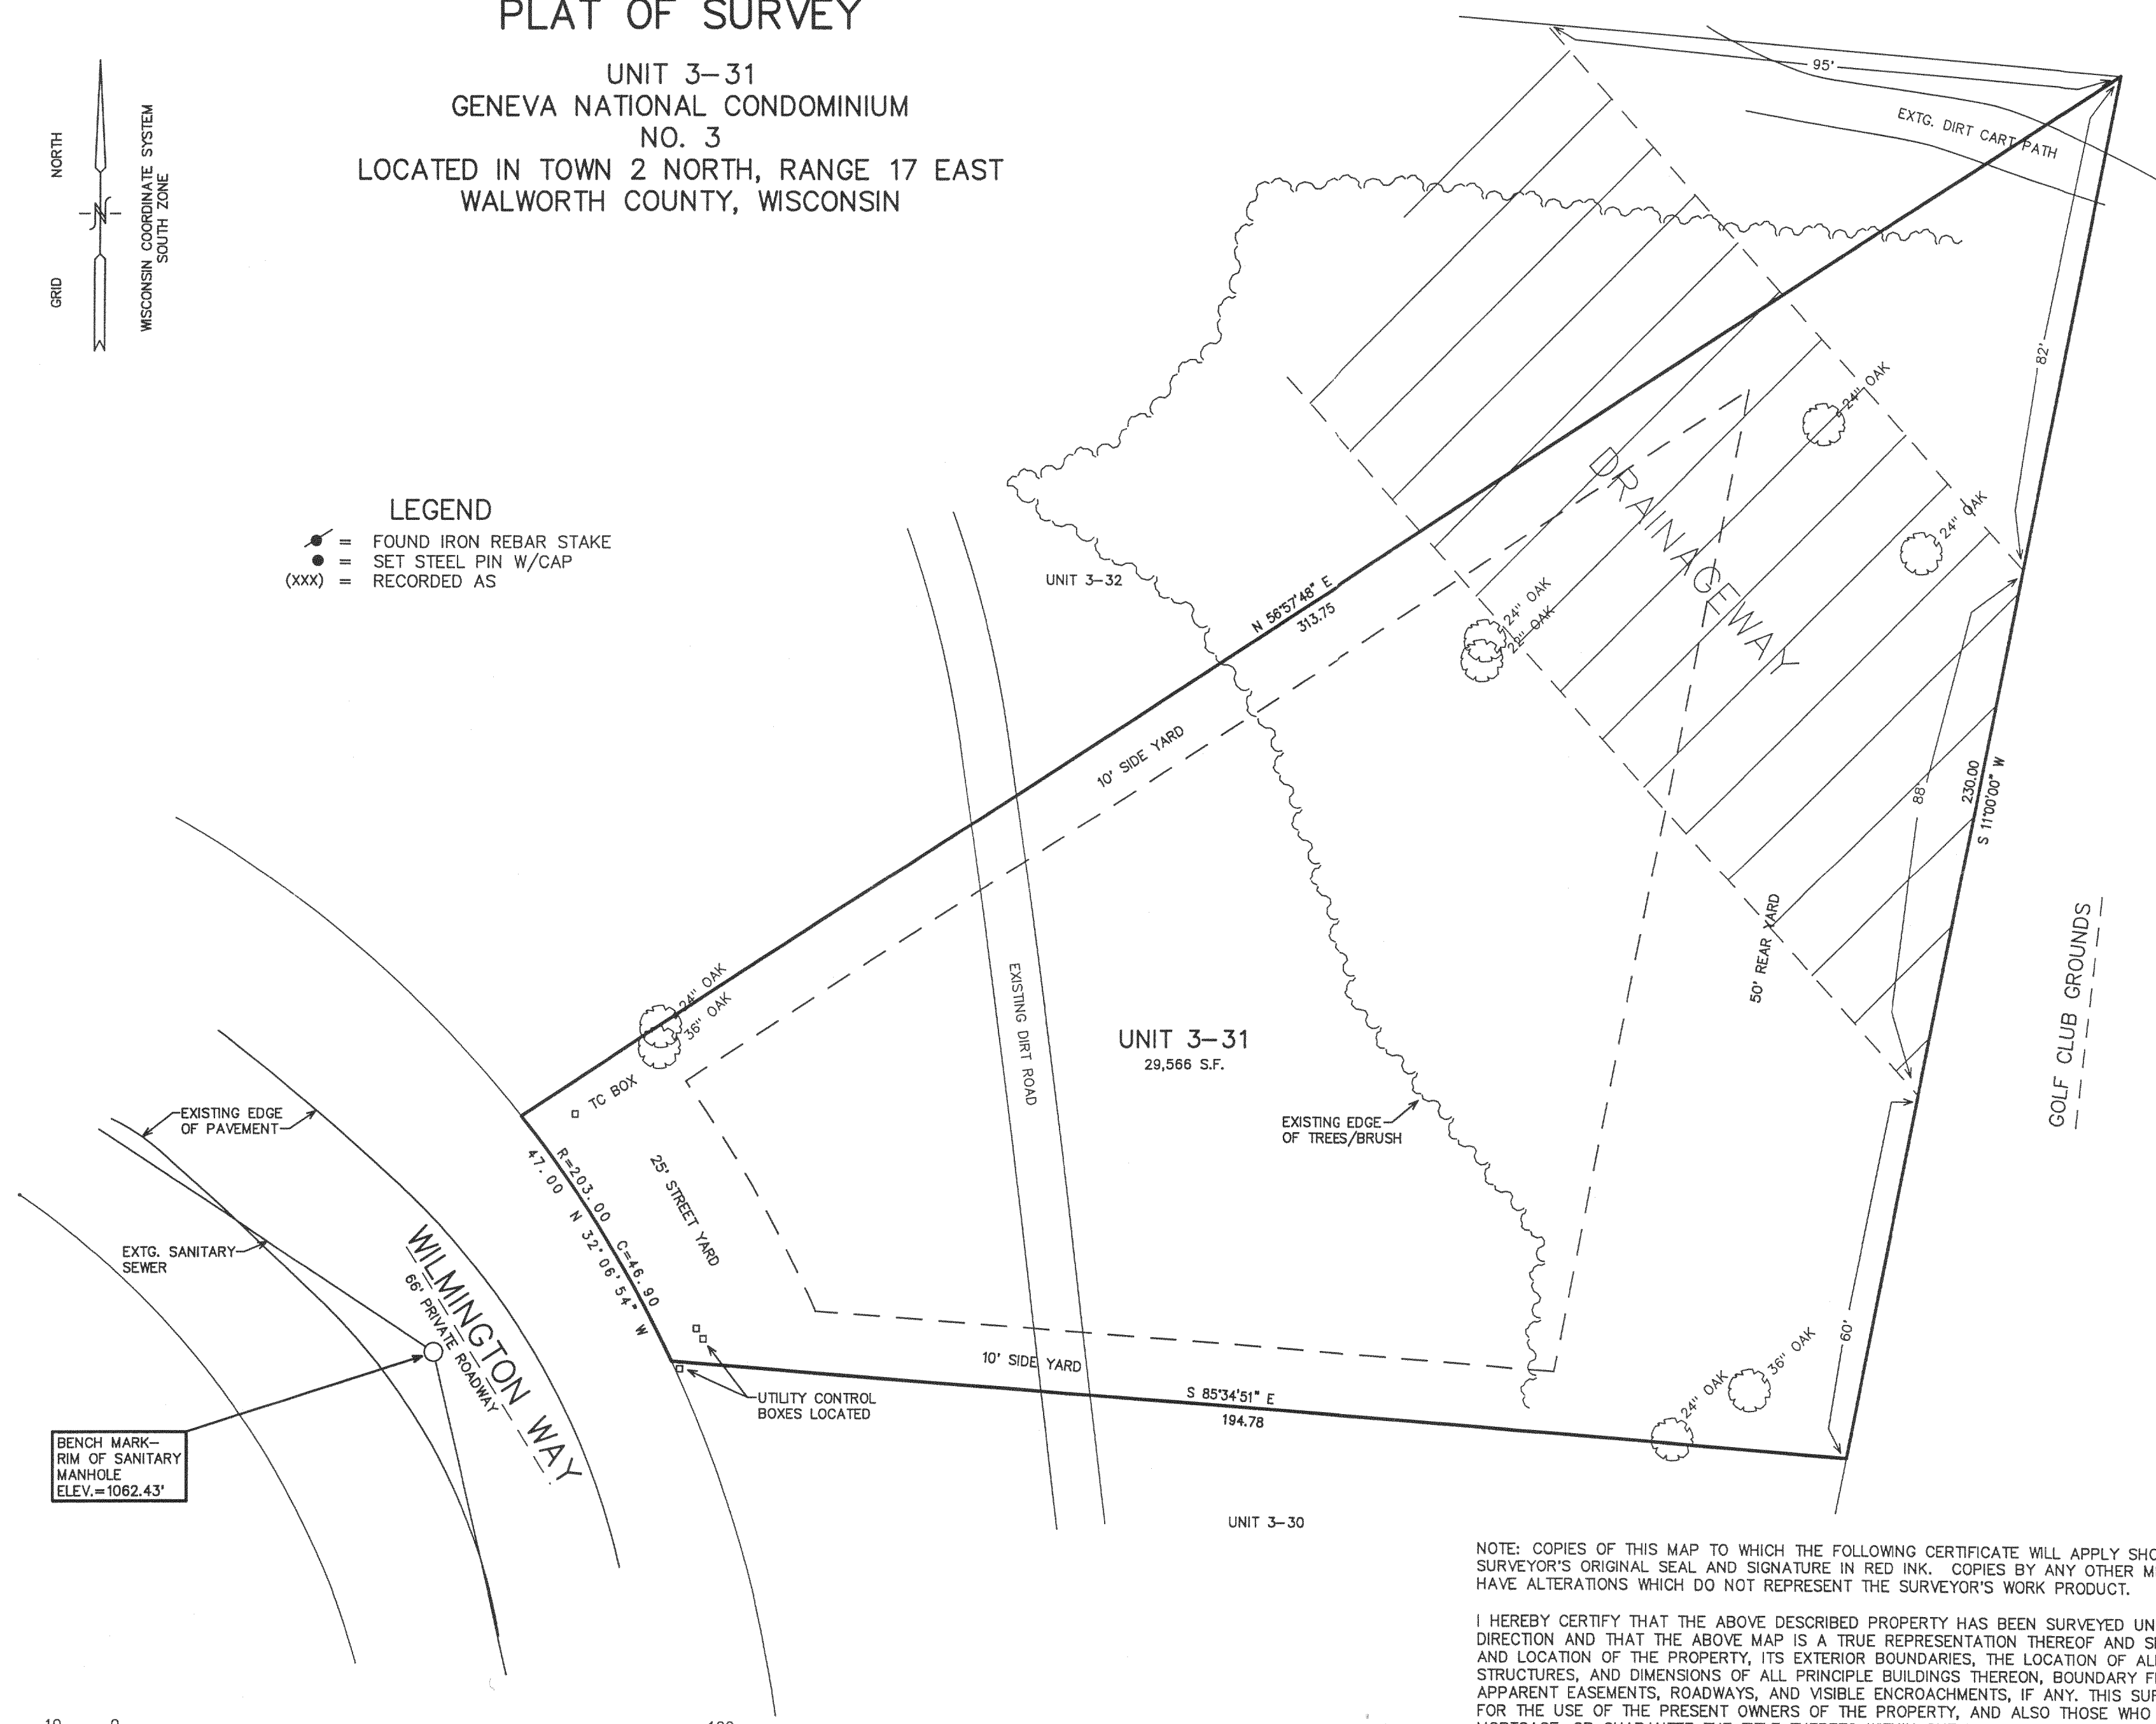 PLAT OF SURVEY
UNIT 3-31
GENEVA NATIONAL CONDOMINIUM
NO. 3
LOCATED IN TOWN 2 NORTH, RANGE 17 EAST
WALWORTH COUNTY, WISCONSIN
GRID NORTH
N
WISCONSIN COORDINATE SYSTEM
SOUTH ZONE
LEGEND
= FOUND IRON REBAR STAKE
= SET STEEL PIN W/CAP
(XXX) = RECORDED AS
95'
EXTG. DIRT CART PATH
82'
24" OAK
24" OAK
DRAINAGEWAY
24" OAK
22" OAK
UNIT 3-32
N 56°57'48" E
313.75
10' SIDE YARD
88'
230.00
S 11°00'00" W
50' REAR YARD
GOLF CLUB GROUNDS
24" OAK
36" OAK
TC BOX
EXISTING DIRT ROAD
UNIT 3-31
29,566 S.F.
EXISTING EDGE
OF TREES/BRUSH
EXISTING EDGE
OF PAVEMENT
R=203.00 C=46.90
47.00 N 32°06'54" W
25' STREET YARD
EXTG. SANITARY
SEWER
WILMINGTON WAY
66' PRIVATE ROADWAY
10' SIDE YARD
S 85°34'51" E
194.78
60'
24" OAK
36" OAK
UTILITY CONTROL
BOXES LOCATED
BENCH MARK-
RIM OF SANITARY
MANHOLE
ELEV.=1062.43'
UNIT 3-30
NOTE: COPIES OF THIS MAP TO WHICH THE FOLLOWING CERTIFICATE WILL APPLY SHO
SURVEYOR'S ORIGINAL SEAL AND SIGNATURE IN RED INK. COPIES BY ANY OTHER M
HAVE ALTERATIONS WHICH DO NOT REPRESENT THE SURVEYOR'S WORK PRODUCT.
I HEREBY CERTIFY THAT THE ABOVE DESCRIBED PROPERTY HAS BEEN SURVEYED UN
DIRECTION AND THAT THE ABOVE MAP IS A TRUE REPRESENTATION THEREOF AND S
AND LOCATION OF THE PROPERTY, ITS EXTERIOR BOUNDARIES, THE LOCATION OF AL
STRUCTURES, AND DIMENSIONS OF ALL PRINCIPLE BUILDINGS THEREON, BOUNDARY F
APPARENT EASEMENTS, ROADWAYS, AND VISIBLE ENCROACHMENTS, IF ANY. THIS SUR
FOR THE USE OF THE PRESENT OWNERS OF THE PROPERTY, AND ALSO THOSE WHO